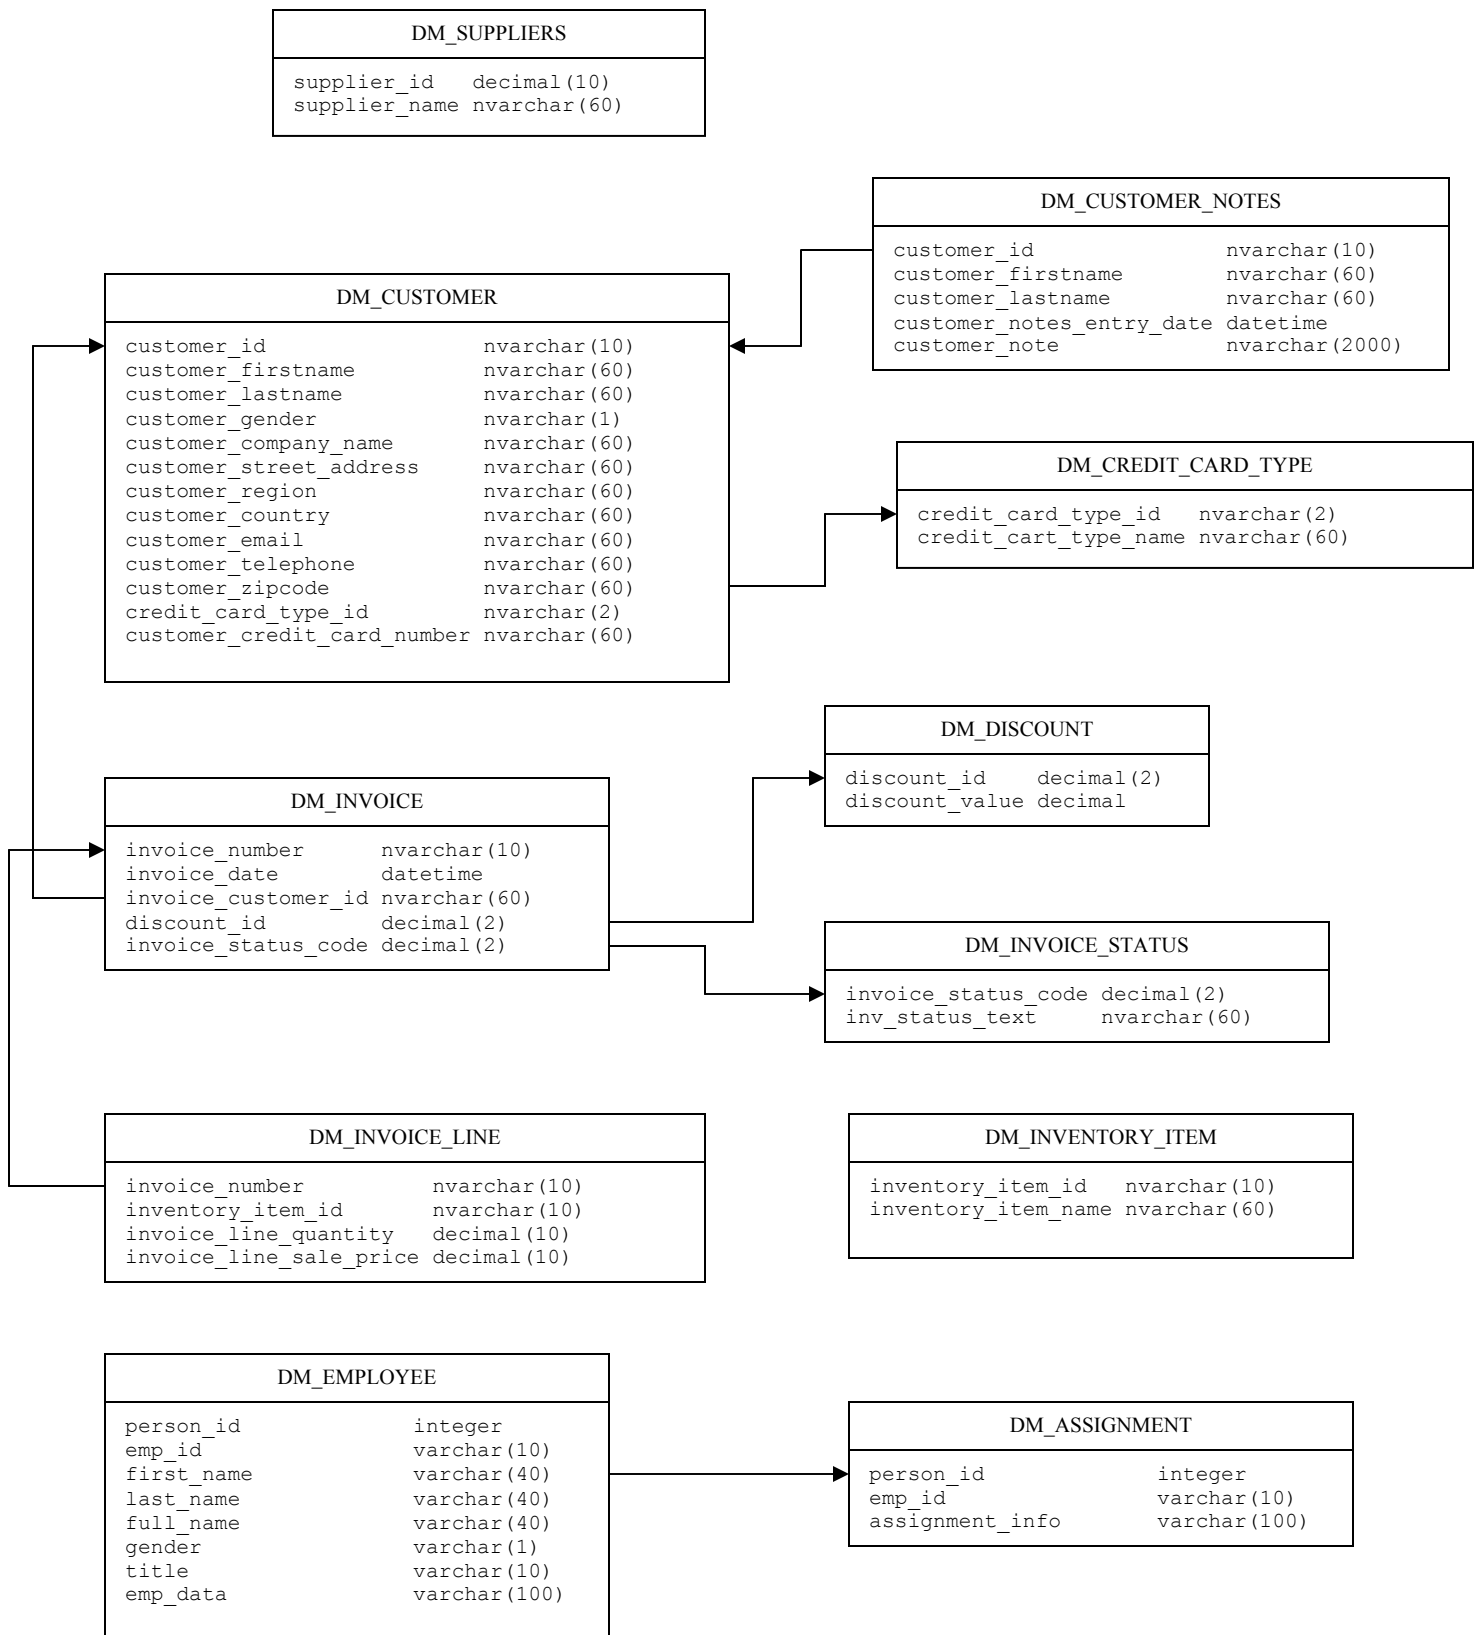 DM_SUPPLIERS
supplier_id decimal(10)
supplier_name nvarchar(60)
DM_CUSTOMER_NOTES
customer_id nvarchar(10)
customer_firstname nvarchar(60)
customer_lastname nvarchar(60)
customer_notes_entry_date datetime
customer_note nvarchar(2000)
DM_CUSTOMER
customer_id nvarchar(10)
customer_firstname nvarchar(60)
customer_lastname nvarchar(60)
customer_gender nvarchar(1)
customer_company_name nvarchar(60)
customer_street_address nvarchar(60)
customer_region nvarchar(60)
customer_country nvarchar(60)
customer_email nvarchar(60)
customer_telephone nvarchar(60)
customer_zipcode nvarchar(60)
credit_card_type_id nvarchar(2)
customer_credit_card_number nvarchar(60)
DM_CREDIT_CARD_TYPE
credit_card_type_id nvarchar(2)
credit_cart_type_name nvarchar(60)
DM_DISCOUNT
discount_id decimal(2)
discount_value decimal
DM_INVOICE
invoice_number nvarchar(10)
invoice_date datetime
invoice_customer_id nvarchar(60)
discount_id decimal(2)
invoice_status_code decimal(2)
DM_INVOICE_STATUS
invoice_status_code decimal(2)
inv_status_text nvarchar(60)
DM_INVOICE_LINE
invoice_number nvarchar(10)
inventory_item_id nvarchar(10)
invoice_line_quantity decimal(10)
invoice_line_sale_price decimal(10)
DM_INVENTORY_ITEM
inventory_item_id nvarchar(10)
inventory_item_name nvarchar(60)
DM_EMPLOYEE
person_id integer
emp_id varchar(10)
first_name varchar(40)
last_name varchar(40)
full_name varchar(40)
gender varchar(1)
title varchar(10)
emp_data varchar(100)
DM_ASSIGNMENT
person_id integer
emp_id varchar(10)
assignment_info varchar(100)